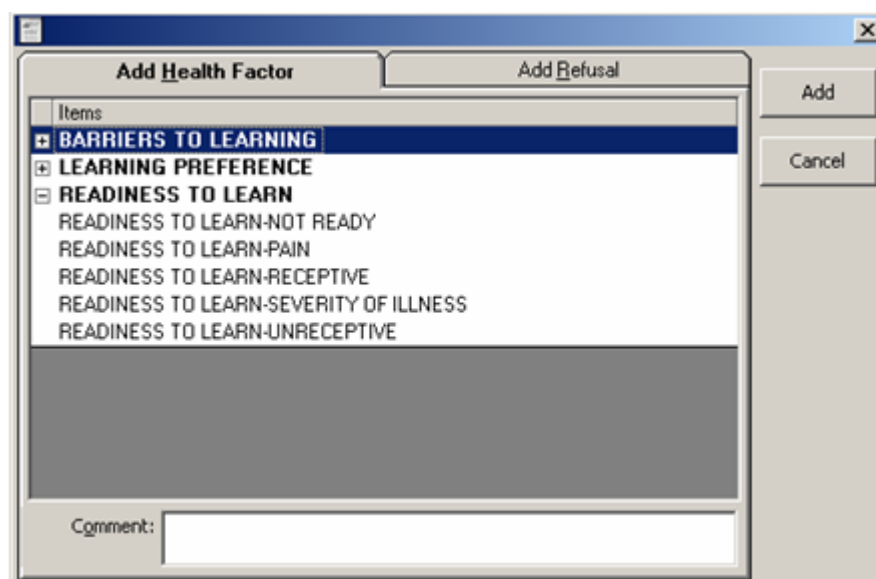 Add Health Factor
Add Refusal
Add
Items
BARRIERS TO LEARNING
LEARNING PREFERENCE
Cancel
READINESS TO LEARN
READINESS TO LEARN-NOT READY
READINESS TO LEARN-PAIN
READINESS TO LEARN-RECEPTIVE
READINESS TO LEARN-SEVERITY OF ILLNESS
READINESS TO LEARN-UNRECEPTIVE
Comment: